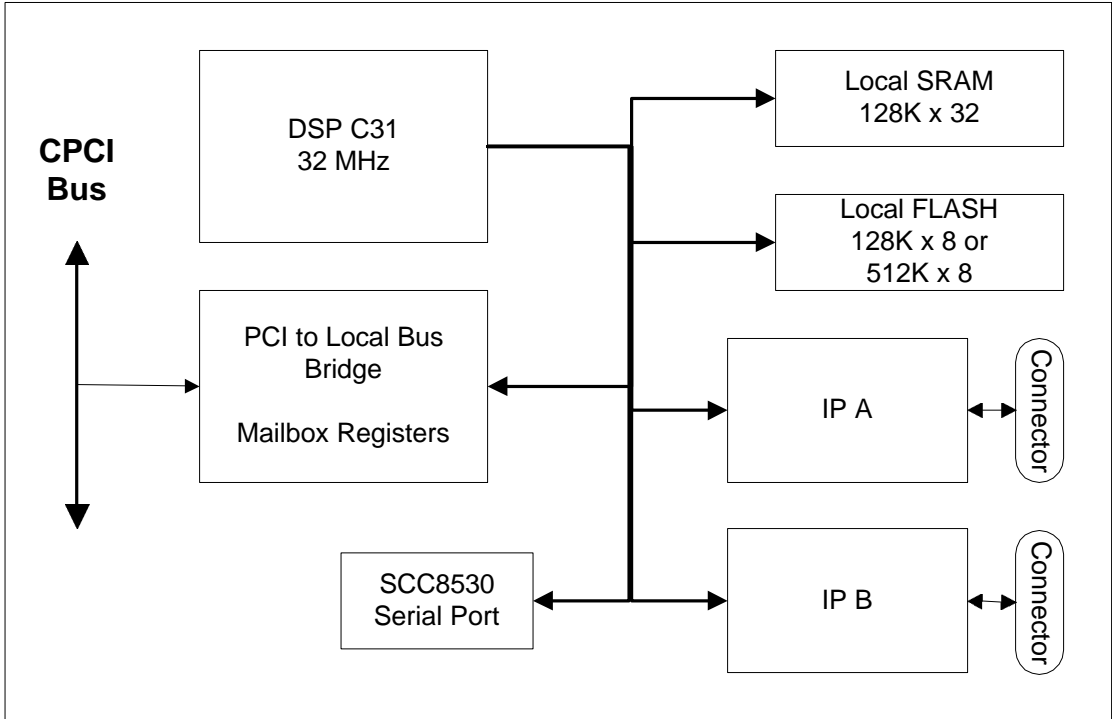 CPCI
Bus
DSP C31
32 MHz
PCI to Local Bus
Bridge
Mailbox Registers
SCC8530
Serial Port
Local SRAM
128K x 32
Local FLASH
128K x 8 or
512K x 8
IP A
Connector
IP B
Connector